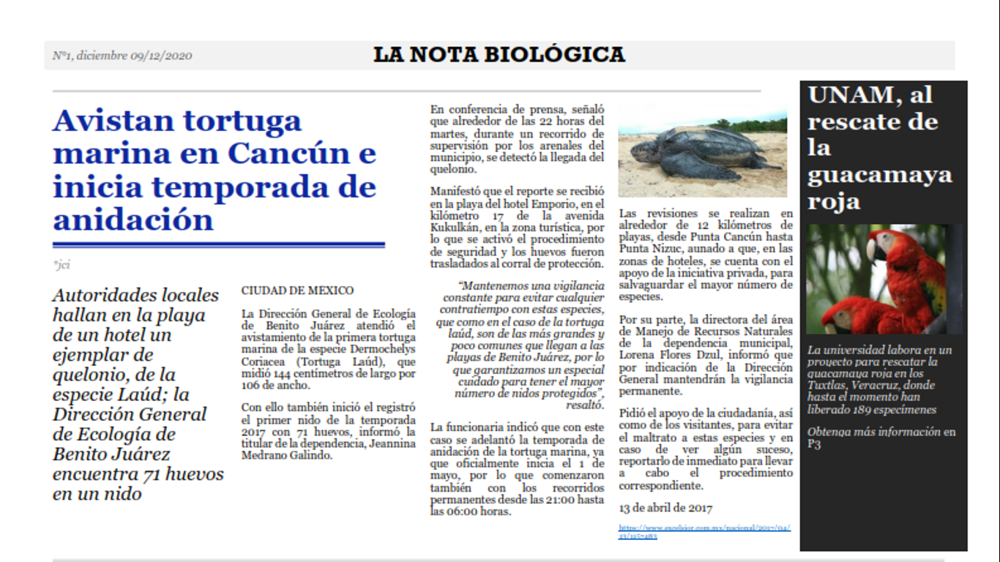 N°1, diciembre 09/12/2020
LA NOTA BIOLÓGICA
Avistan tortuga
marina en Cancún e
inicia temporada de
anidación
*jci
Autoridades locales
hallan en la playa
de un hotel un
ejemplar de
quelonio, de la
especie Laúd; la
Dirección General
de Ecología de
Benito Juárez
encuentra 71 huevos
en un nido
CIUDAD DE MÉXICO
La Dirección General de Ecología
de Benito Juárez atendió el
avistamiento de la primera tortuga
marina de la especie Dermochelys
Coriacea (Tortuga Laúd), que
midió 144 centímetros de largo por
106 de ancho.
Con ello también inició el registró
el primer nido de la temporada
2017 con 71 huevos, informó la
titular de la dependencia, Jeannina
Medrano Galindo.
En conferencia de prensa, señaló
que alrededor de las 22 horas del
martes, durante un recorrido de
supervisión por los arenales del
municipio, se detectó la llegada del
quelonio.
Manifestó que el reporte se recibió
en la playa del hotel Emporio, en el
kilómetro 17 de la avenida
Kukulkán, en la zona turística, por
lo que se activó el procedimiento
de seguridad y los huevos fueron
trasladados al corral de protección.
“Mantenemos una vigilancia
constante para evitar cualquier
contratiempo con estas especies,
que como en el caso de la tortuga
laúd, son de las más grandes y
poco comunes que llegan a las
playas de Benito Juárez, por lo
que garantizamos un especial
cuidado para tener el mayor
número de nidos protegidos”,
resaltó.
La funcionaria indicó que con este
caso se adelantó la temporada de
anidación de la tortuga marina, ya
que oficialmente inicia el 1 de
mayo, por lo que comenzaron
también con los recorridos
permanentes desde las 21:00 hasta
las 06:00 horas.
Las revisiones se realizan en
alrededor de 12 kilómetros de
playas, desde Punta Cancún hasta
Punta Nizuc, aunado a que, en las
zonas de hoteles, se cuenta con el
apoyo de la iniciativa privada, para
salvaguardar el mayor número de
especies.
Por su parte, la directora del área
de Manejo de Recursos Naturales
de la dependencia municipal,
Lorena Flores Dzul, informó que
por indicación de la Dirección
General mantendrán la vigilancia
permanente.
Pidió el apoyo de la ciudadanía, así
como de los visitantes, para evitar
el maltrato a estas especies y en
caso de ver algún suceso,
reportarlo de inmediato para llevar
a cabo el procedimiento
correspondiente.
13 de abril de 2017
https://www.excelsior.com.mx/nacional/2017/04/
13/1157483
UNAM, al
rescate de
la
guacamaya
roja
La universidad labora en un
proyecto para rescatar la
guacamaya roja en los
Tuxtlas, Veracruz, donde
hasta el momento han
liberado 189 especímenes
Obtenga más información en
P3